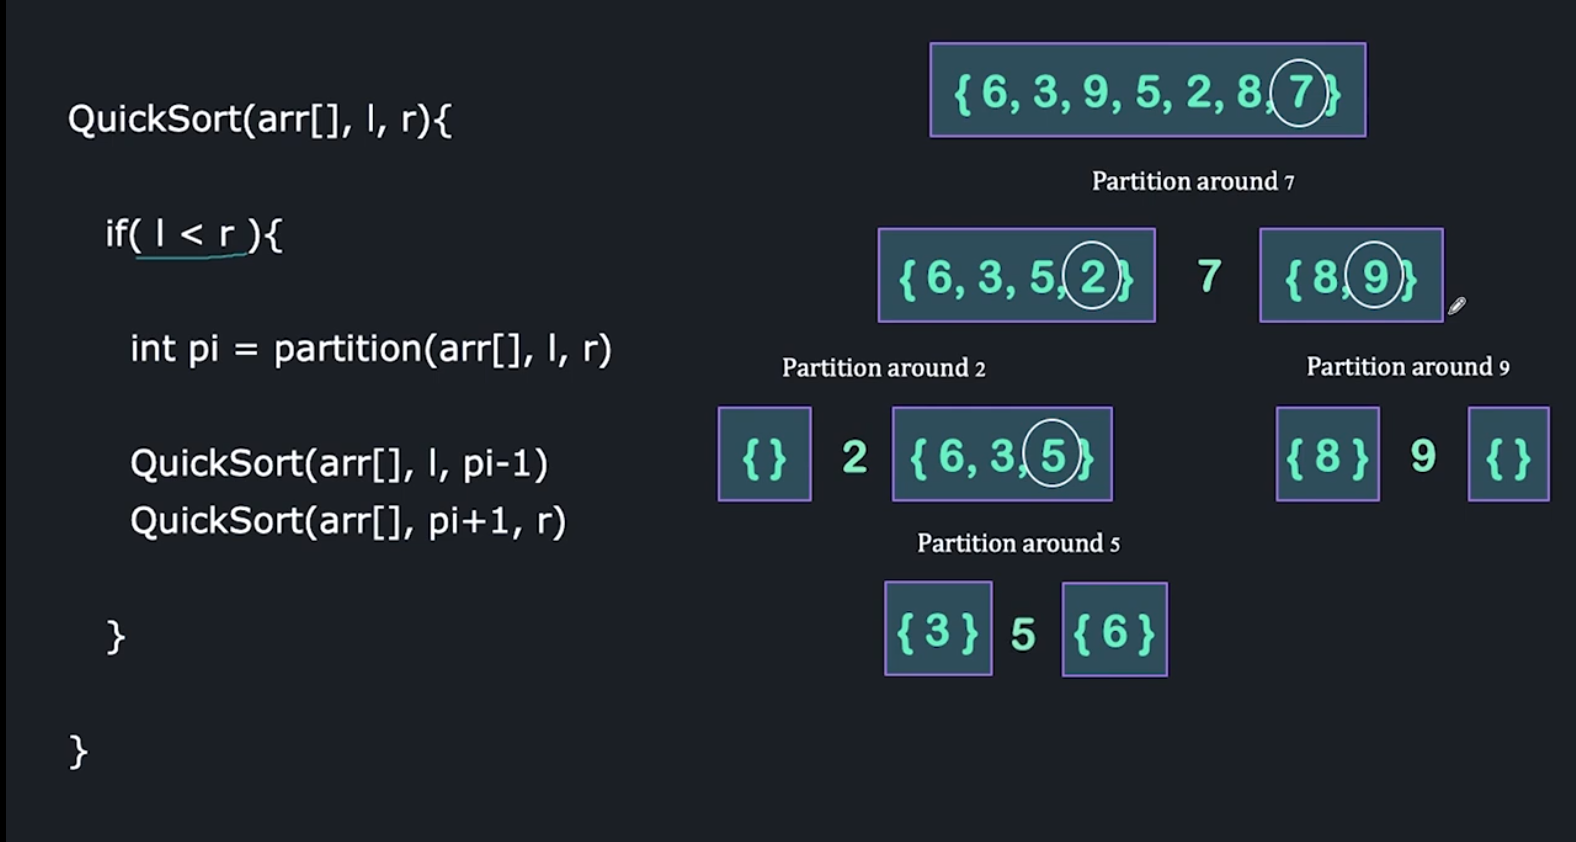 QuickSort(arr[], l, r){
if( l < r ){
int pi = partition(arr[], l, r)
QuickSort(arr[], l, pi-1)
QuickSort(arr[], pi+1, r)
}
}
{ 6, 3, 9, 5, 2, 8, 7 }
Partition around 7
{ 6, 3, 5, 2 } 7 { 8, 9 }
Partition around 2 Partition around 9
{ } 2 { 6, 3, 5 } { 8 } 9 { }
Partition around 5
{ 3 } 5 { 6 }